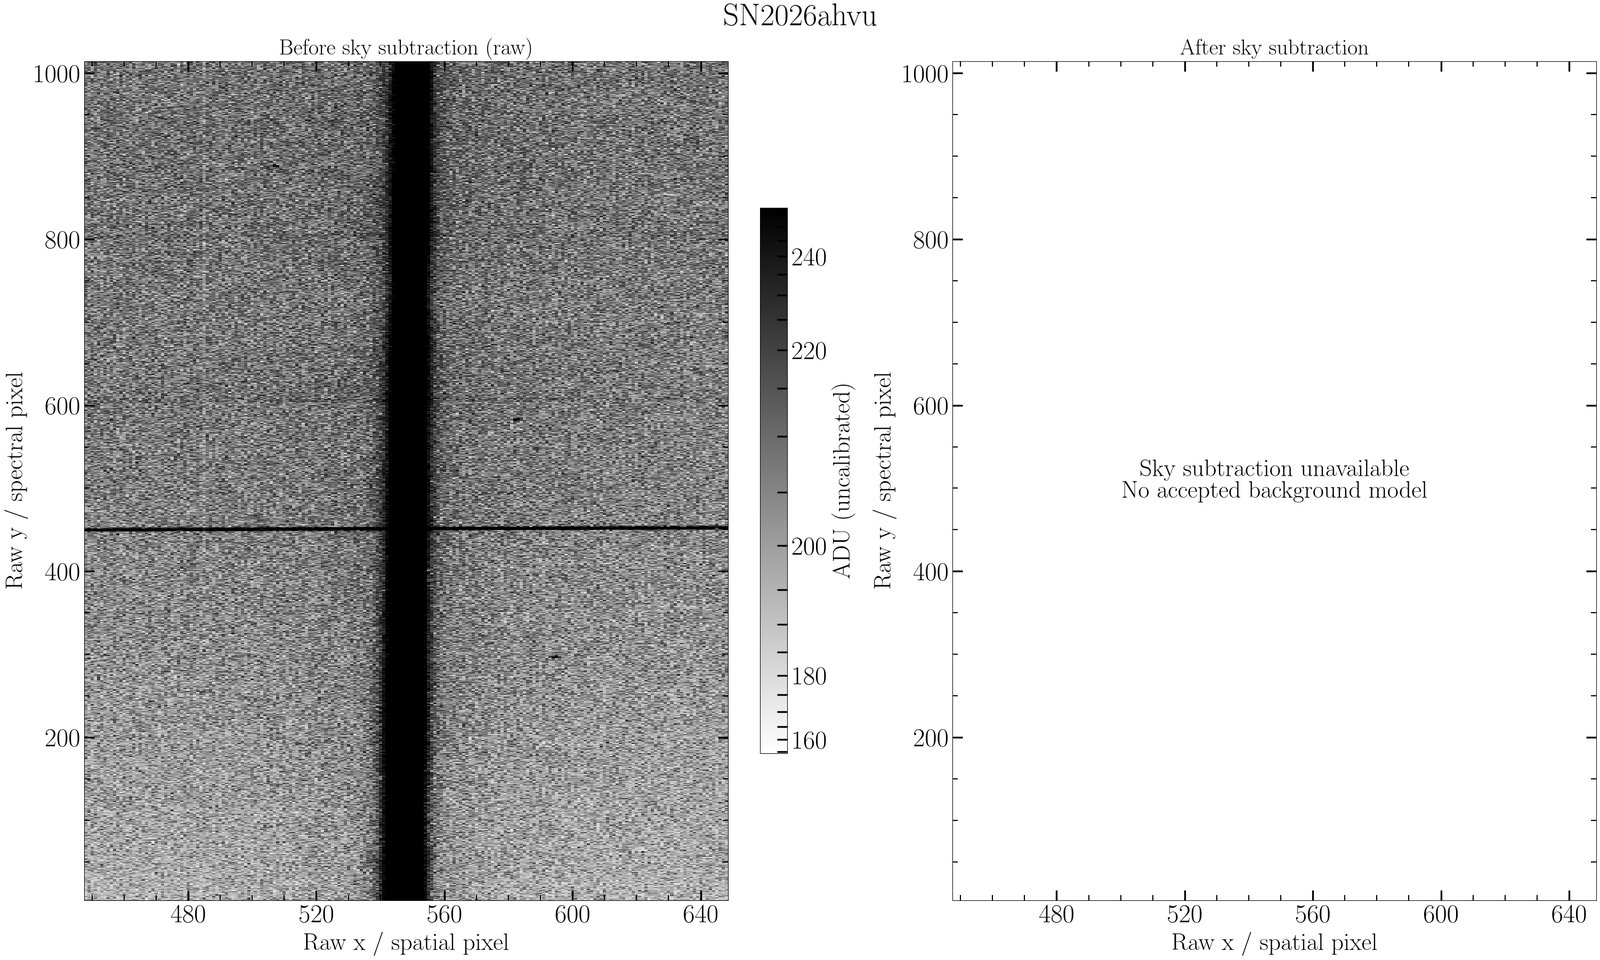 SN2026ahvu
Before sky subtraction (raw)
After sky subtraction
1000
800
600
400
200
480
520
560
600
640
Raw y / spectral pixel
Raw x / spatial pixel
240
220
200
180
160
ADU (uncalibrated)
1000
800
600
400
200
480
520
560
600
640
Raw y / spectral pixel
Raw x / spatial pixel
Sky subtraction unavailable
No accepted background model